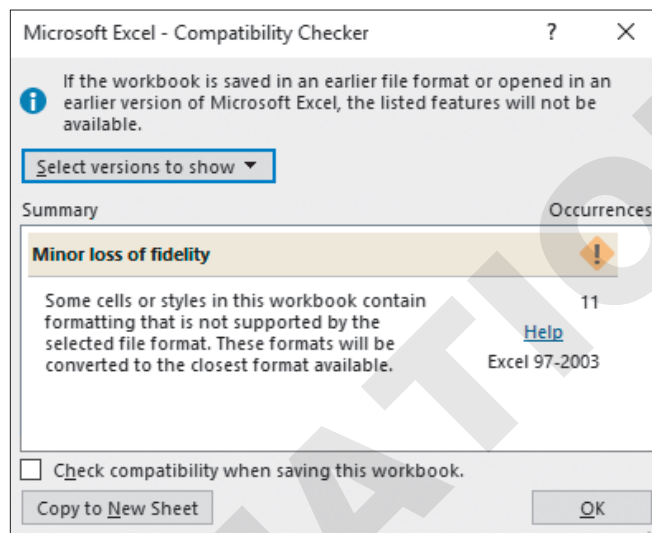 Microsoft Excel - Compatibility Checker ? X
If the workbook is saved in an earlier file format or opened in an
earlier version of Microsoft Excel, the listed features will not be
available.
Select versions to show
Summary Occurrences
Minor loss of fidelity
Some cells or styles in this workbook contain 11
formatting that is not supported by the
selected file format. These formats will be Help
converted to the closest format available. Excel 97-2003
Check compatibility when saving this workbook.
Copy to New Sheet OK
ATIO